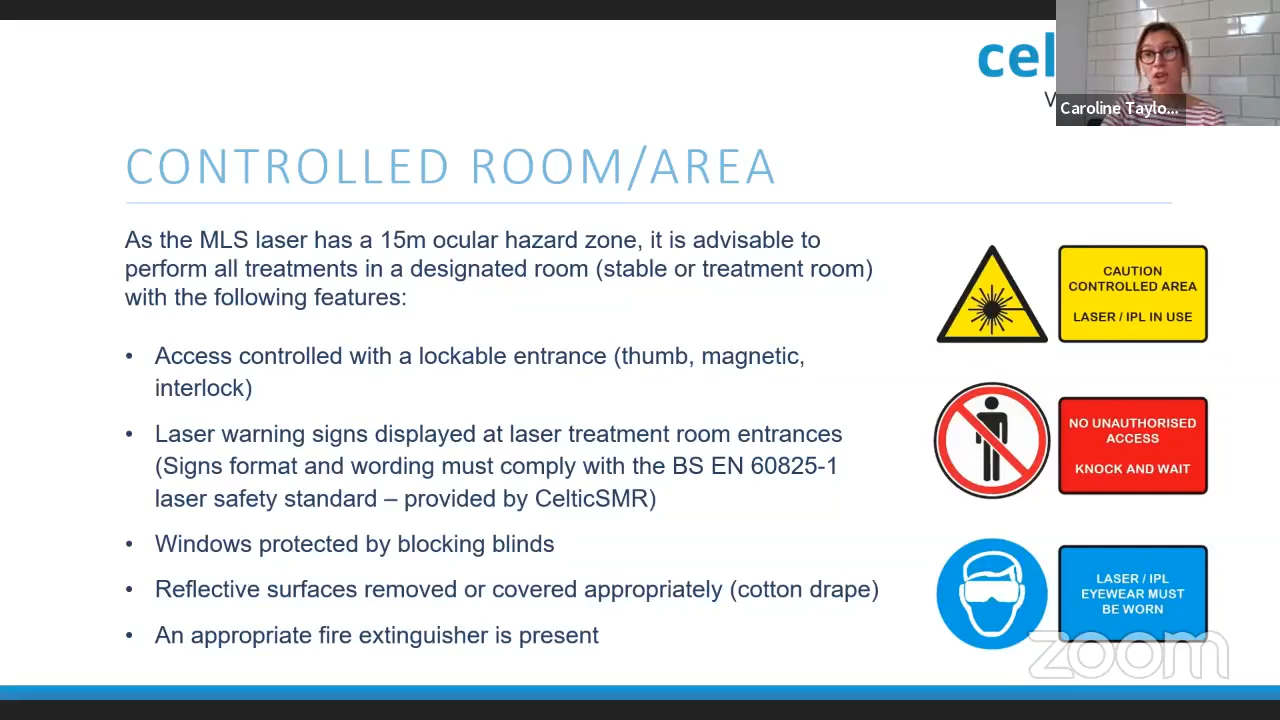 cel
V
Caroline Taylo...
CONTROLLED ROOM/AREA
As the MLS laser has a 15m ocular hazard zone, it is advisable to
perform all treatments in a designated room (stable or treatment room)
with the following features:
• Access controlled with a lockable entrance (thumb, magnetic,
interlock)
• Laser warning signs displayed at laser treatment room entrances
(Signs format and wording must comply with the BS EN 60825-1
laser safety standard – provided by CelticSMR)
• Windows protected by blocking blinds
• Reflective surfaces removed or covered appropriately (cotton drape)
• An appropriate fire extinguisher is present
CAUTION
CONTROLLED AREA
LASER / IPL IN USE
NO UNAUTHORISED
ACCESS
KNOCK AND WAIT
LASER / IPL
EYEWEAR MUST
BE WORN
zoom